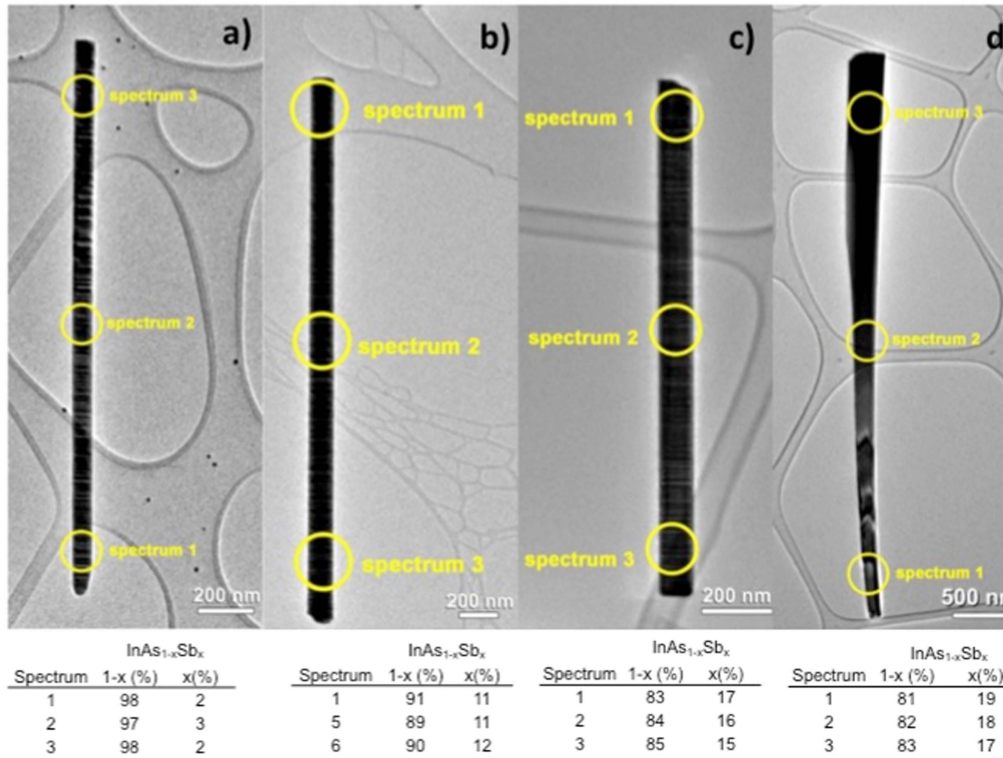 a)
spectrum 3
spectrum 2
spectrum 1
200 nm
b)
spectrum 1
spectrum 2
spectrum 3
200 nm
c)
spectrum 1
spectrum 2
spectrum 3
200 nm
d
spectrum 3
spectrum 2
spectrum 1
500 nm
InAs1-xSbx
Spectrum 1-x (%) x(%)
1 98 2
2 97 3
3 98 2
InAs1-xSbx
Spectrum 1-x (%) x(%)
1 91 11
5 89 11
6 90 12
InAs1-xSbx
Spectrum 1-x (%) x(%)
1 83 17
2 84 16
3 85 15
InAs1-xSbx
Spectrum 1-x (%) x(%)
1 81 19
2 82 18
3 83 17